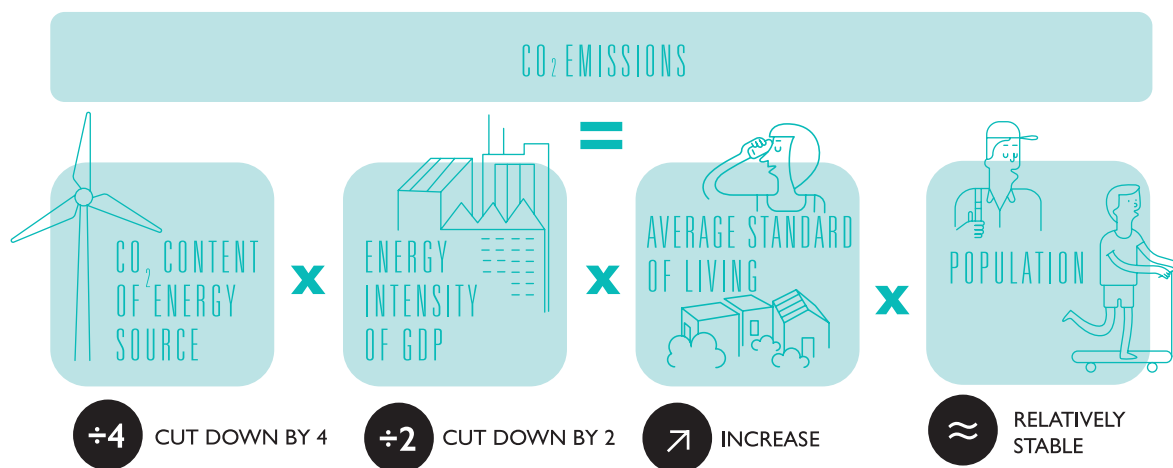 CO₂ EMISSIONS
=
CO₂ CONTENT
OF ENERGY
SOURCE
x
ENERGY
INTENSITY
OF GDP
x
AVERAGE STANDARD
OF LIVING
x
POPULATION
÷4 CUT DOWN BY 4
÷2 CUT DOWN BY 2
↗ INCREASE
≈ RELATIVELY
STABLE